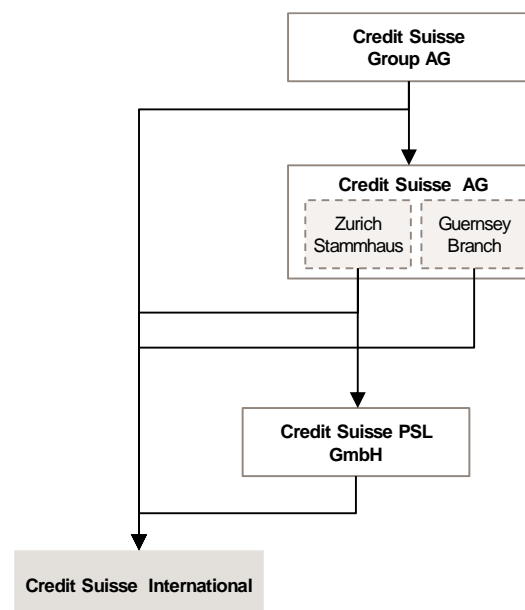 Credit Suisse
Group AG
Credit Suisse AG
Zurich
Stammhaus
Guernsey
Branch
Credit Suisse PSL
GmbH
Credit Suisse International